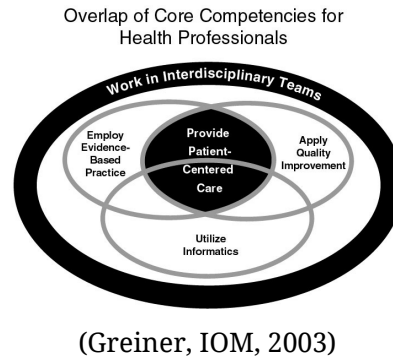 Overlap of Core Competencies for
Health Professionals
Work in Interdisciplinary Teams
Employ
Evidence-
Based
Practice
Provide
Patient-
Centered
Care
Apply
Quality
Improvement
Utilize
Informatics
(Greiner, IOM, 2003)